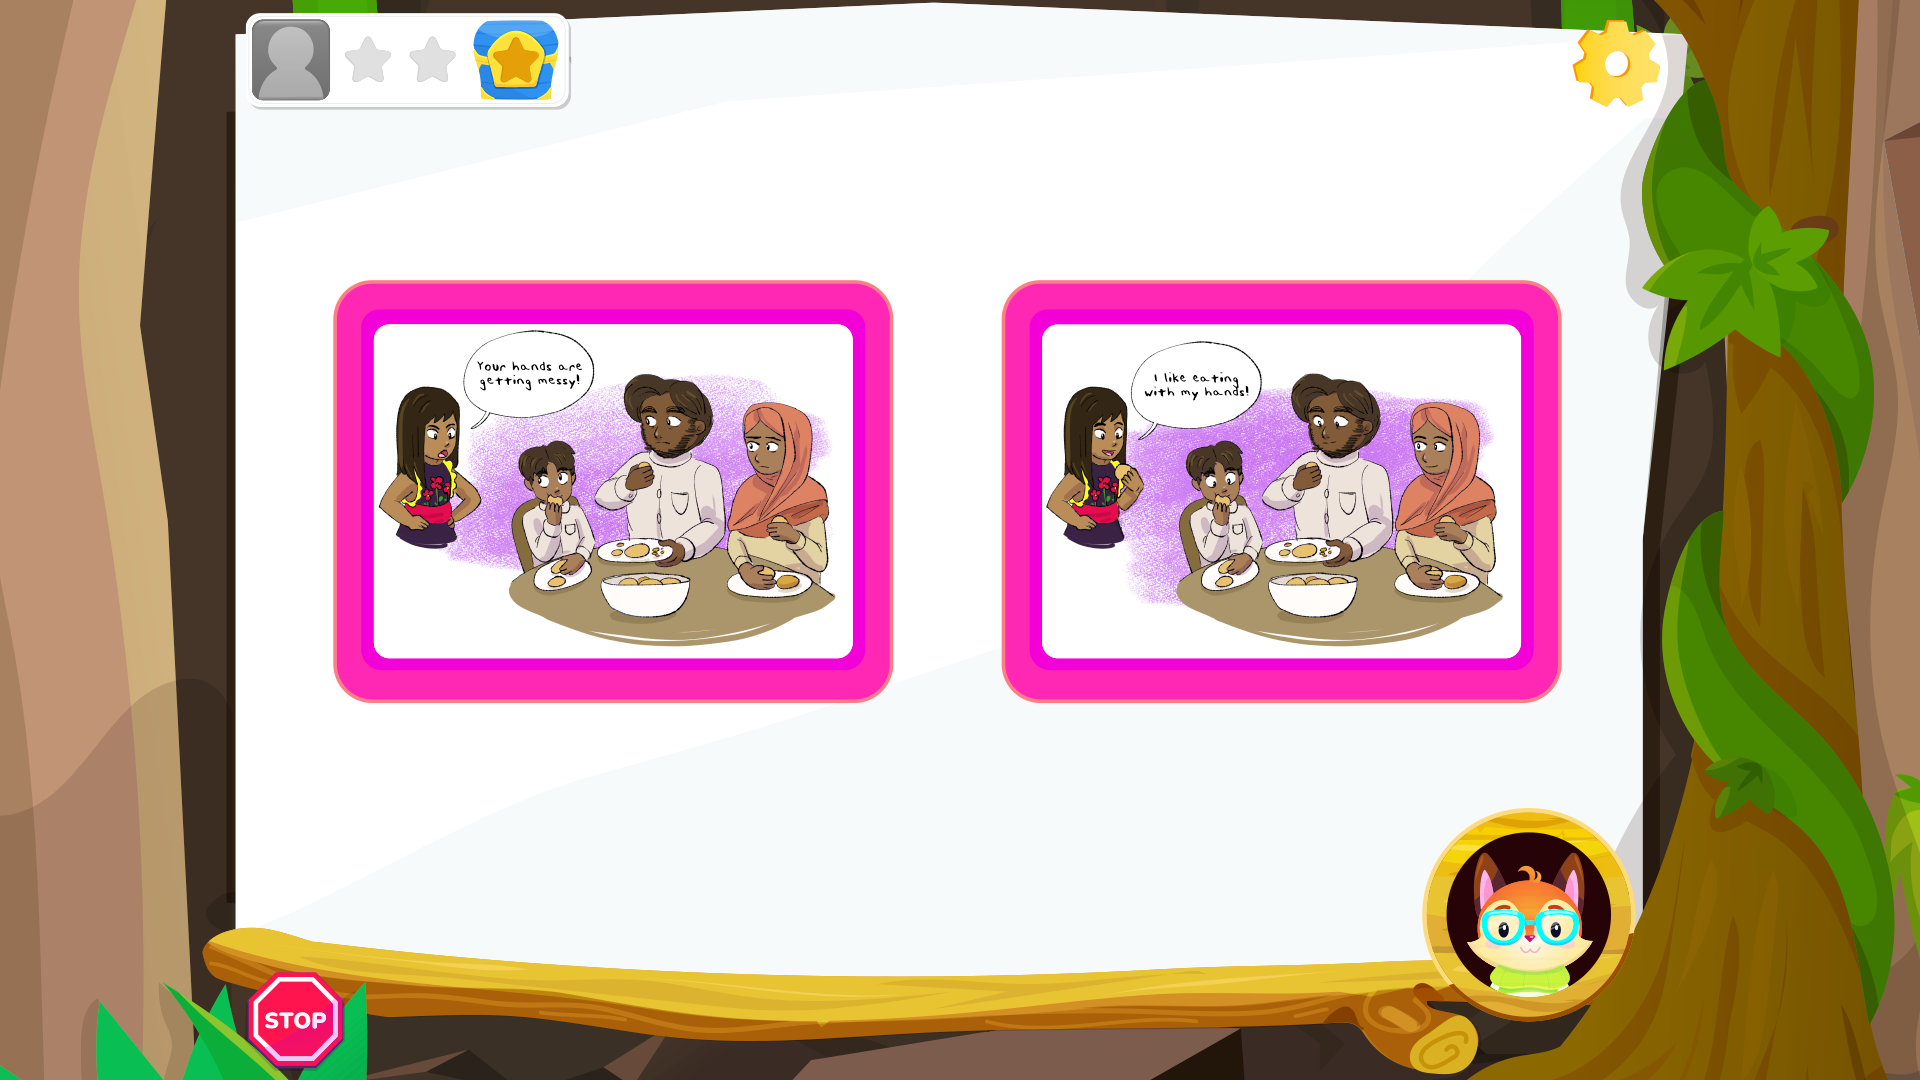 Your hands are
getting messy!
I like eating
with my hands!
STOP